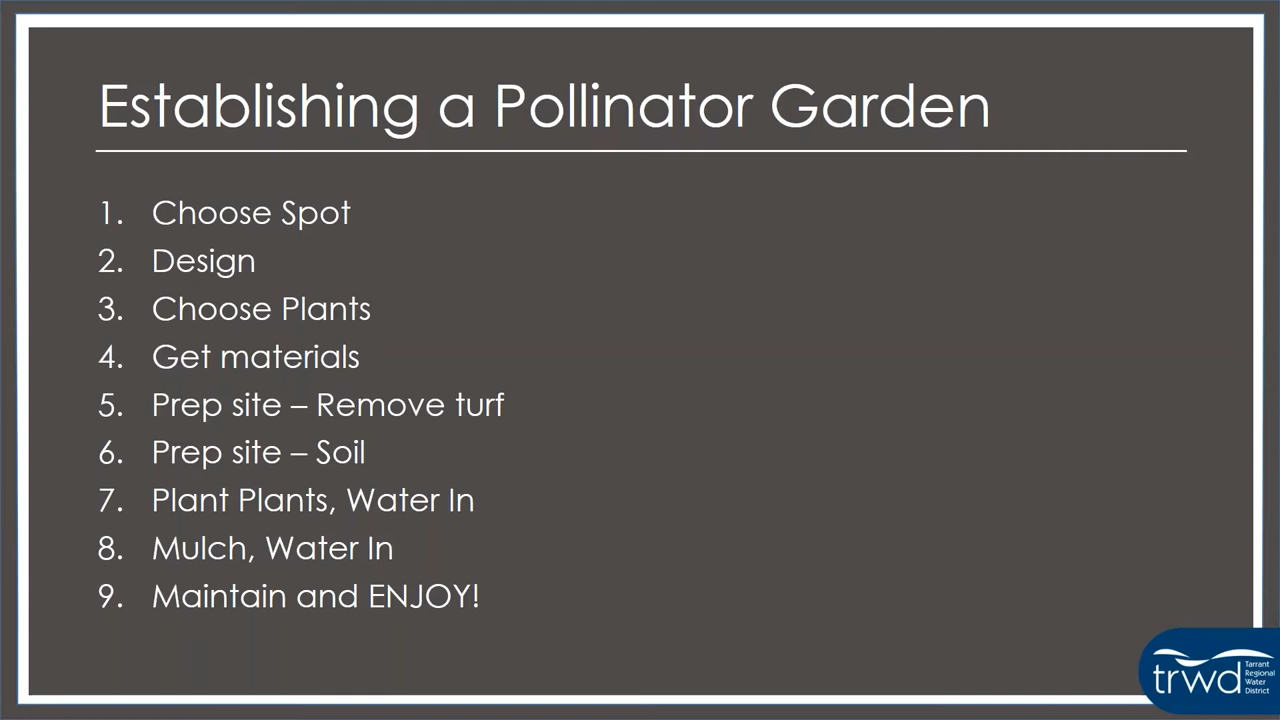 Establishing a Pollinator Garden
1. Choose Spot
2. Design
3. Choose Plants
4. Get materials
5. Prep site – Remove turf
6. Prep site – Soil
7. Plant Plants, Water In
8. Mulch, Water In
9. Maintain and ENJOY!
trwd
Tarrant
Regional
Water
District